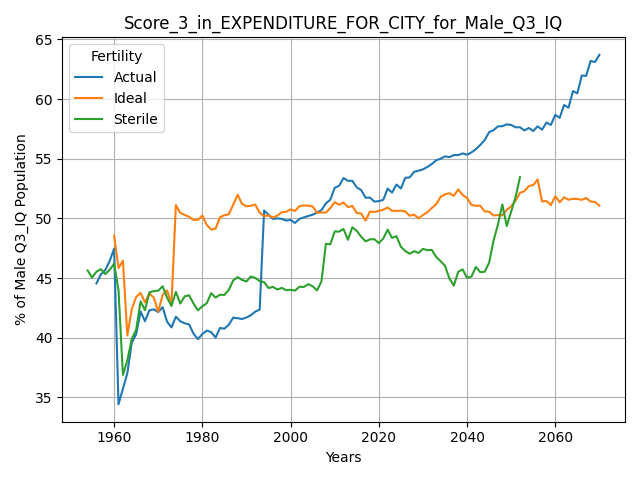 Score_3_in_EXPENDITURE_FOR_CITY_for_Male_Q3_IQ
65
60
55
50
45
40
35
% of Male Q3_IQ Population
Fertility
Actual
Ideal
Sterile
1960 1980 2000 2020 2040 2060
Years